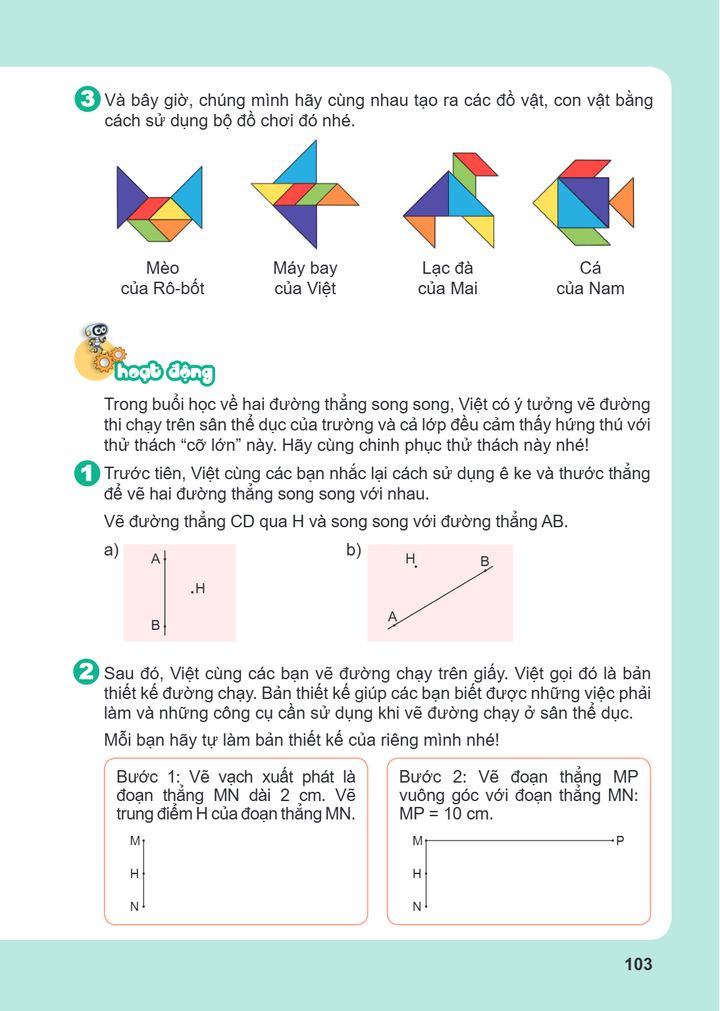 3 Và bây giờ, chúng mình hãy cùng nhau tạo ra các đồ vật, con vật bằng
cách sử dụng bộ đồ chơi đó nhé.
Mèo
của Rô-bốt
Máy bay
của Việt
Lạc đà
của Mai
Cá
của Nam
hoạt động
Trong buổi học về hai đường thẳng song song, Việt có ý tưởng vẽ đường
thi chạy trên sân thể dục của trường và cả lớp đều cảm thấy hứng thú với
thử thách “cỡ lớn” này. Hãy cùng chinh phục thử thách này nhé!
1 Trước tiên, Việt cùng các bạn nhắc lại cách sử dụng ê ke và thước thẳng
để vẽ hai đường thẳng song song với nhau.
Vẽ đường thẳng CD qua H và song song với đường thẳng AB.
a)
A
H
B
b)
H
B
A
2 Sau đó, Việt cùng các bạn vẽ đường chạy trên giấy. Việt gọi đó là bản
thiết kế đường chạy. Bản thiết kế giúp các bạn biết được những việc phải
làm và những công cụ cần sử dụng khi vẽ đường chạy ở sân thể dục.
Mỗi bạn hãy tự làm bản thiết kế của riêng mình nhé!
Bước 1: Vẽ vạch xuất phát là
đoạn thẳng MN dài 2 cm. Vẽ
trung điểm H của đoạn thẳng MN.
M
H
N
Bước 2: Vẽ đoạn thẳng MP
vuông góc với đoạn thẳng MN:
MP = 10 cm.
M P
H
N
103